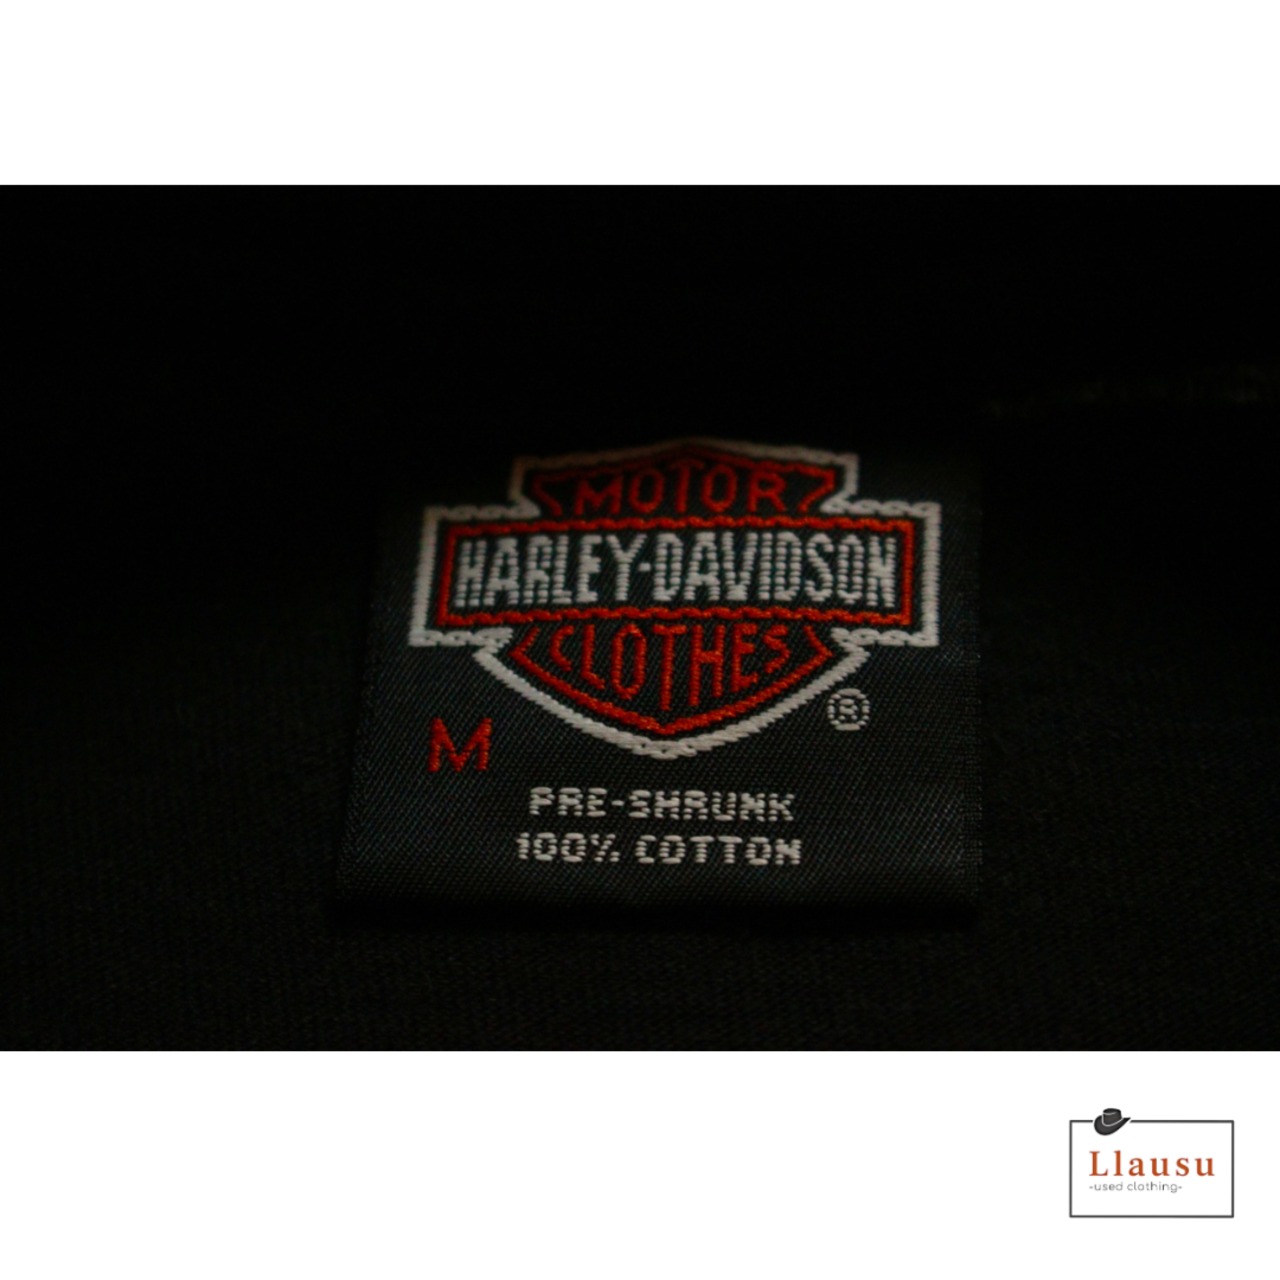 MOTOR
HARLEY-DAVIDSON
CLOTHES
®
M
PRE-SHRUNK
100% COTTON
Llausu
-used clothing-